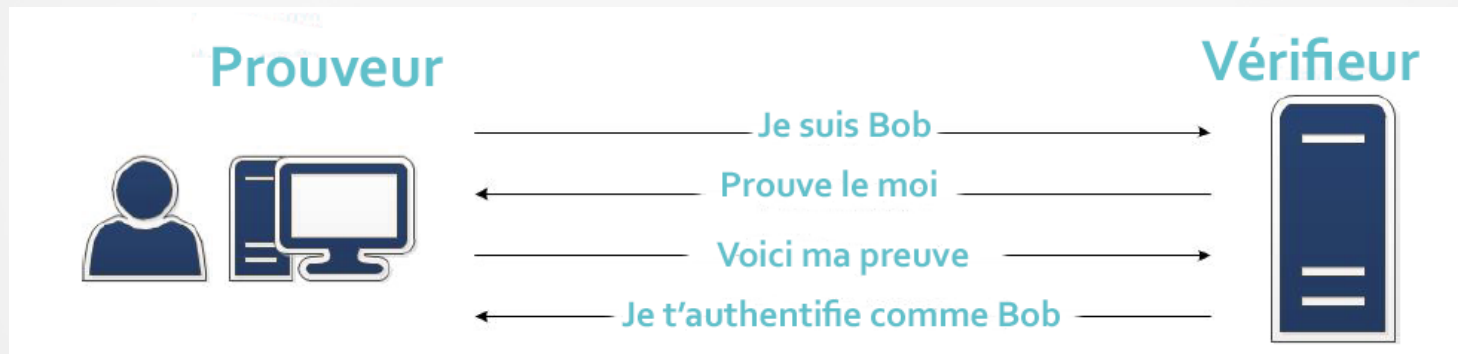 Prouveur
Vérifieur
Je suis Bob
Prouve le moi
Voici ma preuve
Je t'authentifie comme Bob